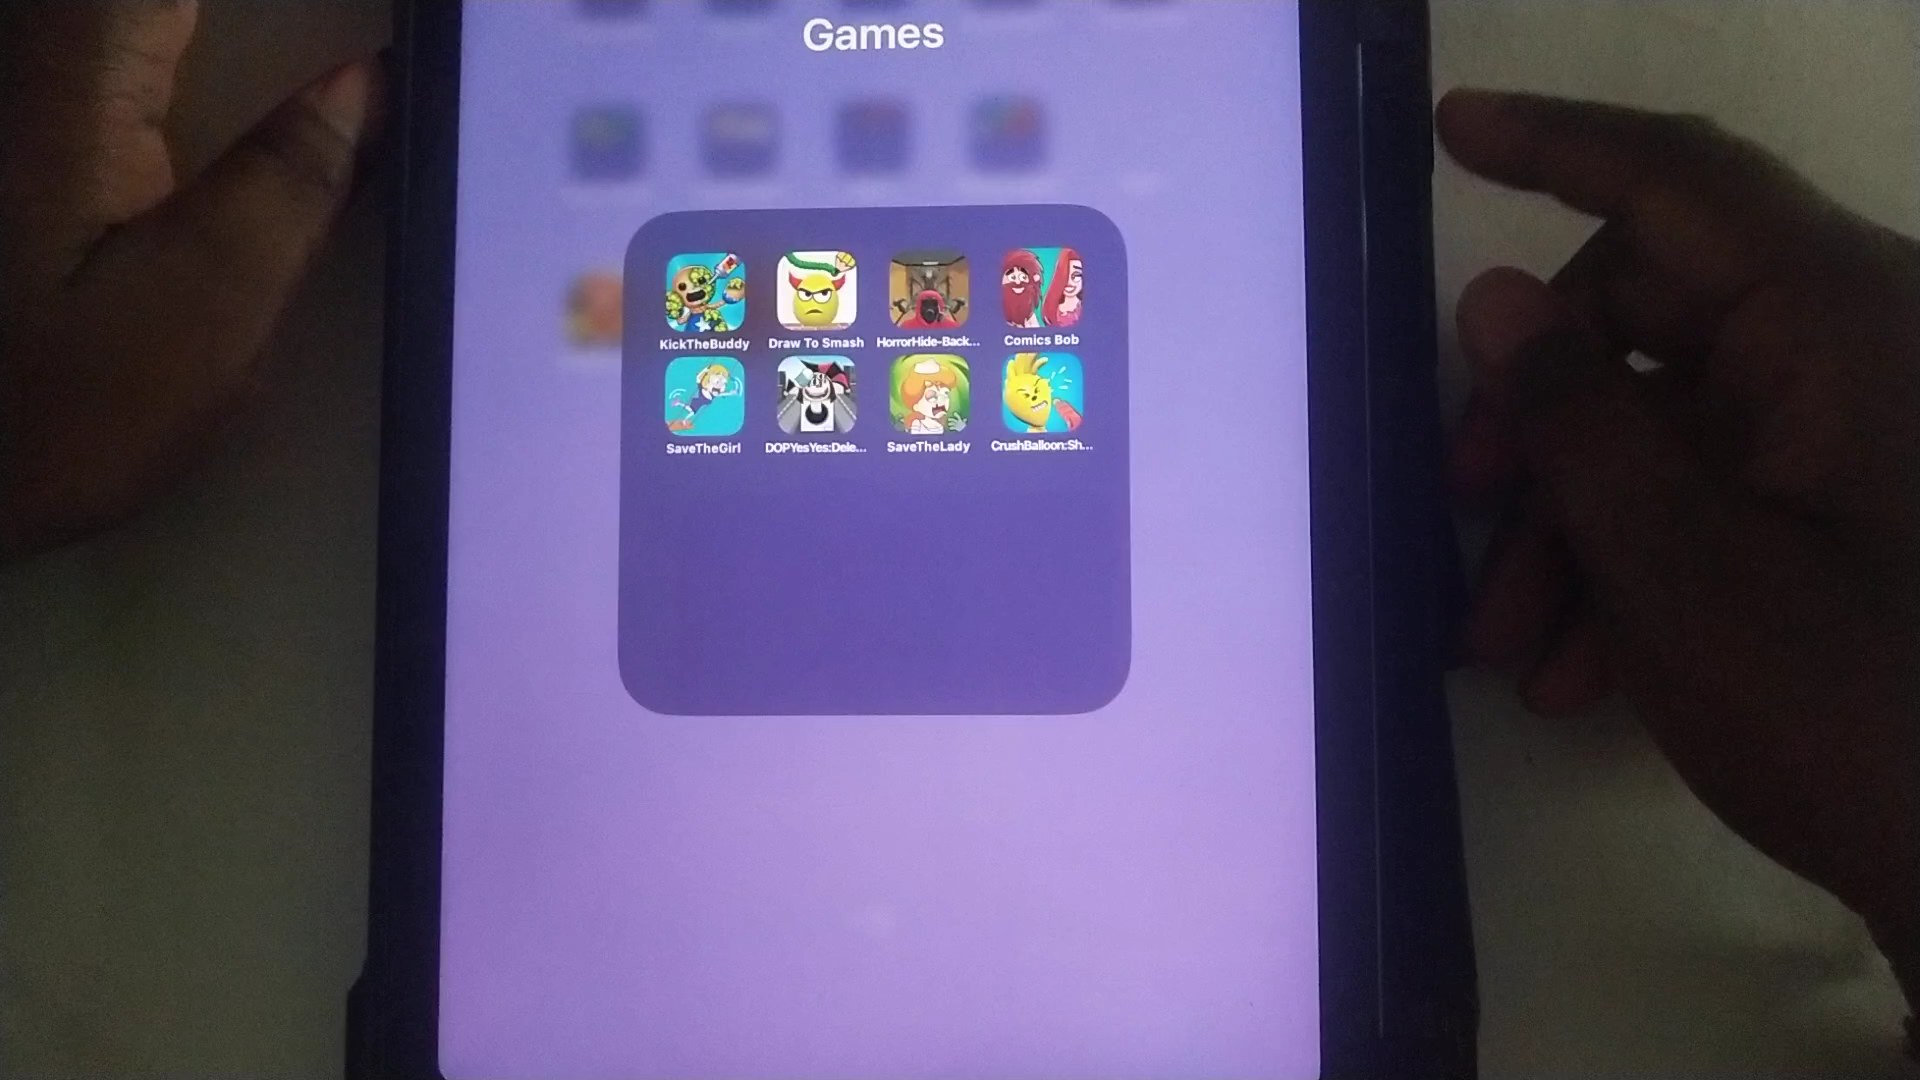 Games
KickTheBuddy
Draw To Smash
HorrorHide-Back...
Comics Bob
SaveTheGirl
DOPYesYes:Dele...
SaveTheLady
CrushBalloon:Sh...